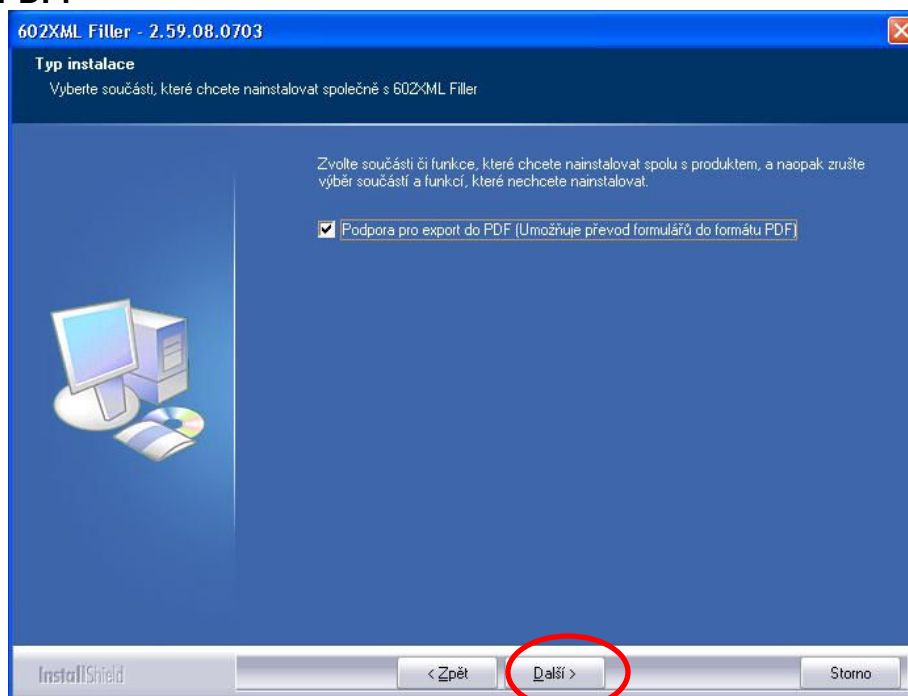 602XML Filler - 2.59.08.0703
Typ instalace
Vyberte součásti, které chcete nainstalovat společně s 602XML Filler
Zvolte součásti či funkce, které chcete nainstalovat spolu s produktem, a naopak zrušte
výběr součástí a funkcí, které nechcete nainstalovat.
Podpora pro export do PDF (Umožňuje převod formulářů do formátu PDF)
InstallShield
< Zpět
Další >
Storno